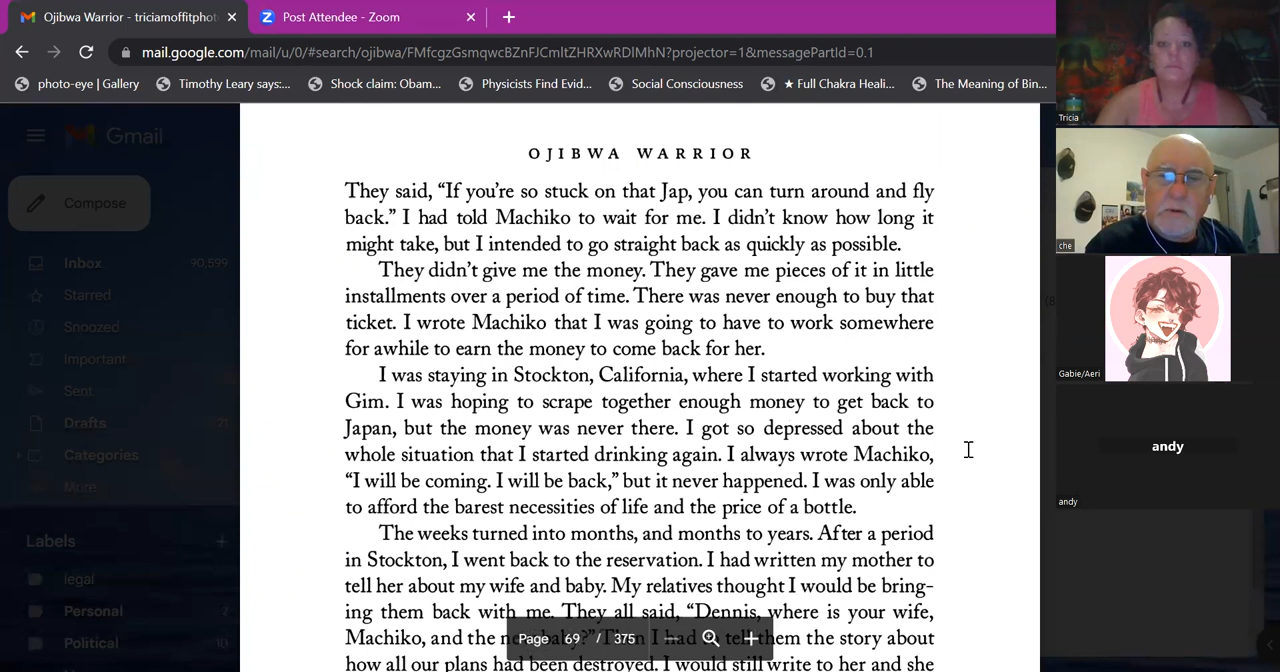 Ojibwa Warrior - triciamoffitphot
Post Attendee - Zoom
mail.google.com/mail/u/0/#search/ojibwa/FMfcgzGsmqwcBZnFJCmltZHRXwRDlMhN?projector=1&messagePartId=0.1
photo-eye | Gallery
Timothy Leary says:...
Shock claim: Obam...
Physicists Find Evid...
Social Consciousness
★ Full Chakra Heali...
The Meaning of Bin...
Gmail
Compose
Inbox 90,599
Starred
Snoozed
Important
Sent
Drafts 21
Categories
More
Labels
legal
Personal
Political 10
OJIBWA WARRIOR
They said, “If you’re so stuck on that Jap, you can turn around and fly
back.” I had told Machiko to wait for me. I didn’t know how long it
might take, but I intended to go straight back as quickly as possible.
They didn’t give me the money. They gave me pieces of it in little
installments over a period of time. There was never enough to buy that
ticket. I wrote Machiko that I was going to have to work somewhere
for awhile to earn the money to come back for her.
I was staying in Stockton, California, where I started working with
Gim. I was hoping to scrape together enough money to get back to
Japan, but the money was never there. I got so depressed about the
whole situation that I started drinking again. I always wrote Machiko,
“I will be coming. I will be back,” but it never happened. I was only able
to afford the barest necessities of life and the price of a bottle.
The weeks turned into months, and months to years. After a period
in Stockton, I went back to the reservation. I had written my mother to
tell her about my wife and baby. My relatives thought I would be bring-
ing them back with me. They all said, “Dennis, where is your wife,
Machiko, and the new baby?” Then I had to tell them the story about
how all our plans had been destroyed. I would still write to her and she
Page 69 / 375
Tricia
che
Gabie/Aeri
andy
andy